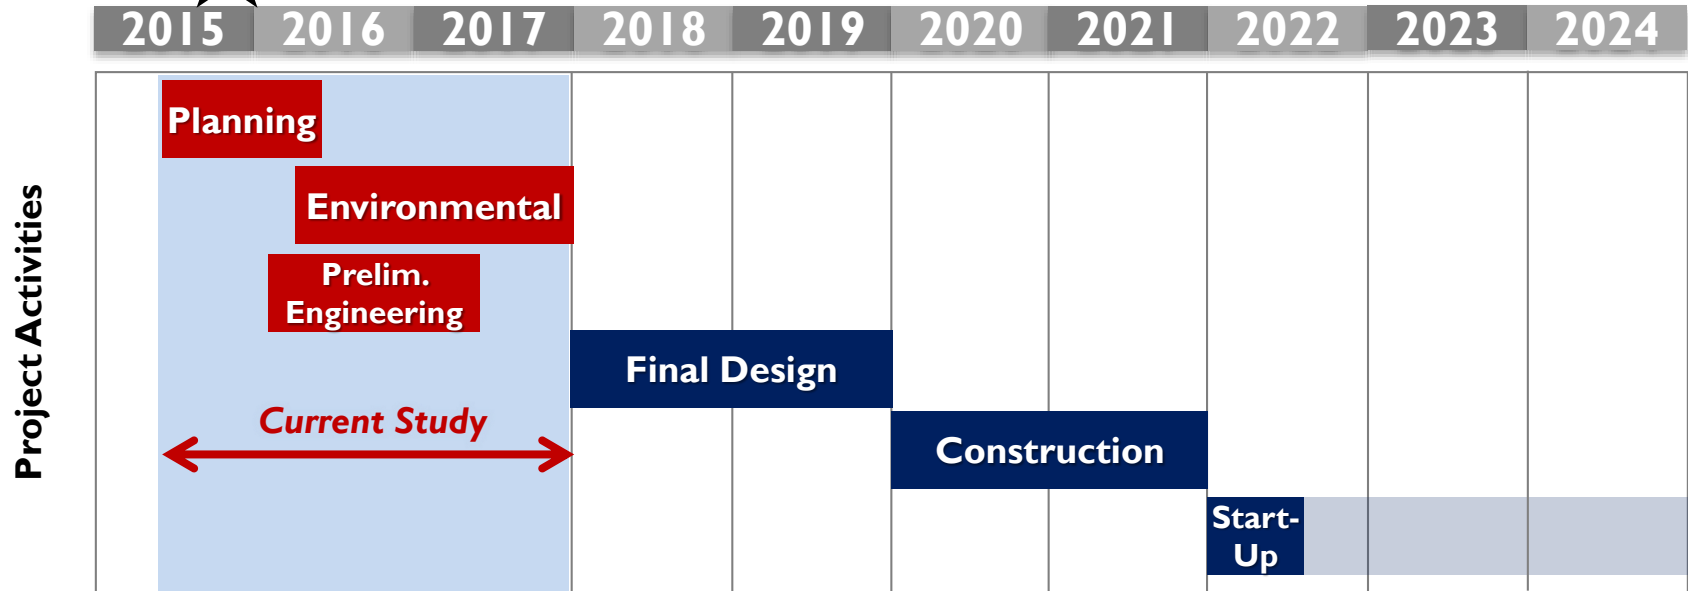 2015 2016 2017 2018 2019 2020 2021 2022 2023 2024
Project Activities
Planning
Environmental
Prelim.
Engineering
Final Design
Current Study
Construction
Start-
Up